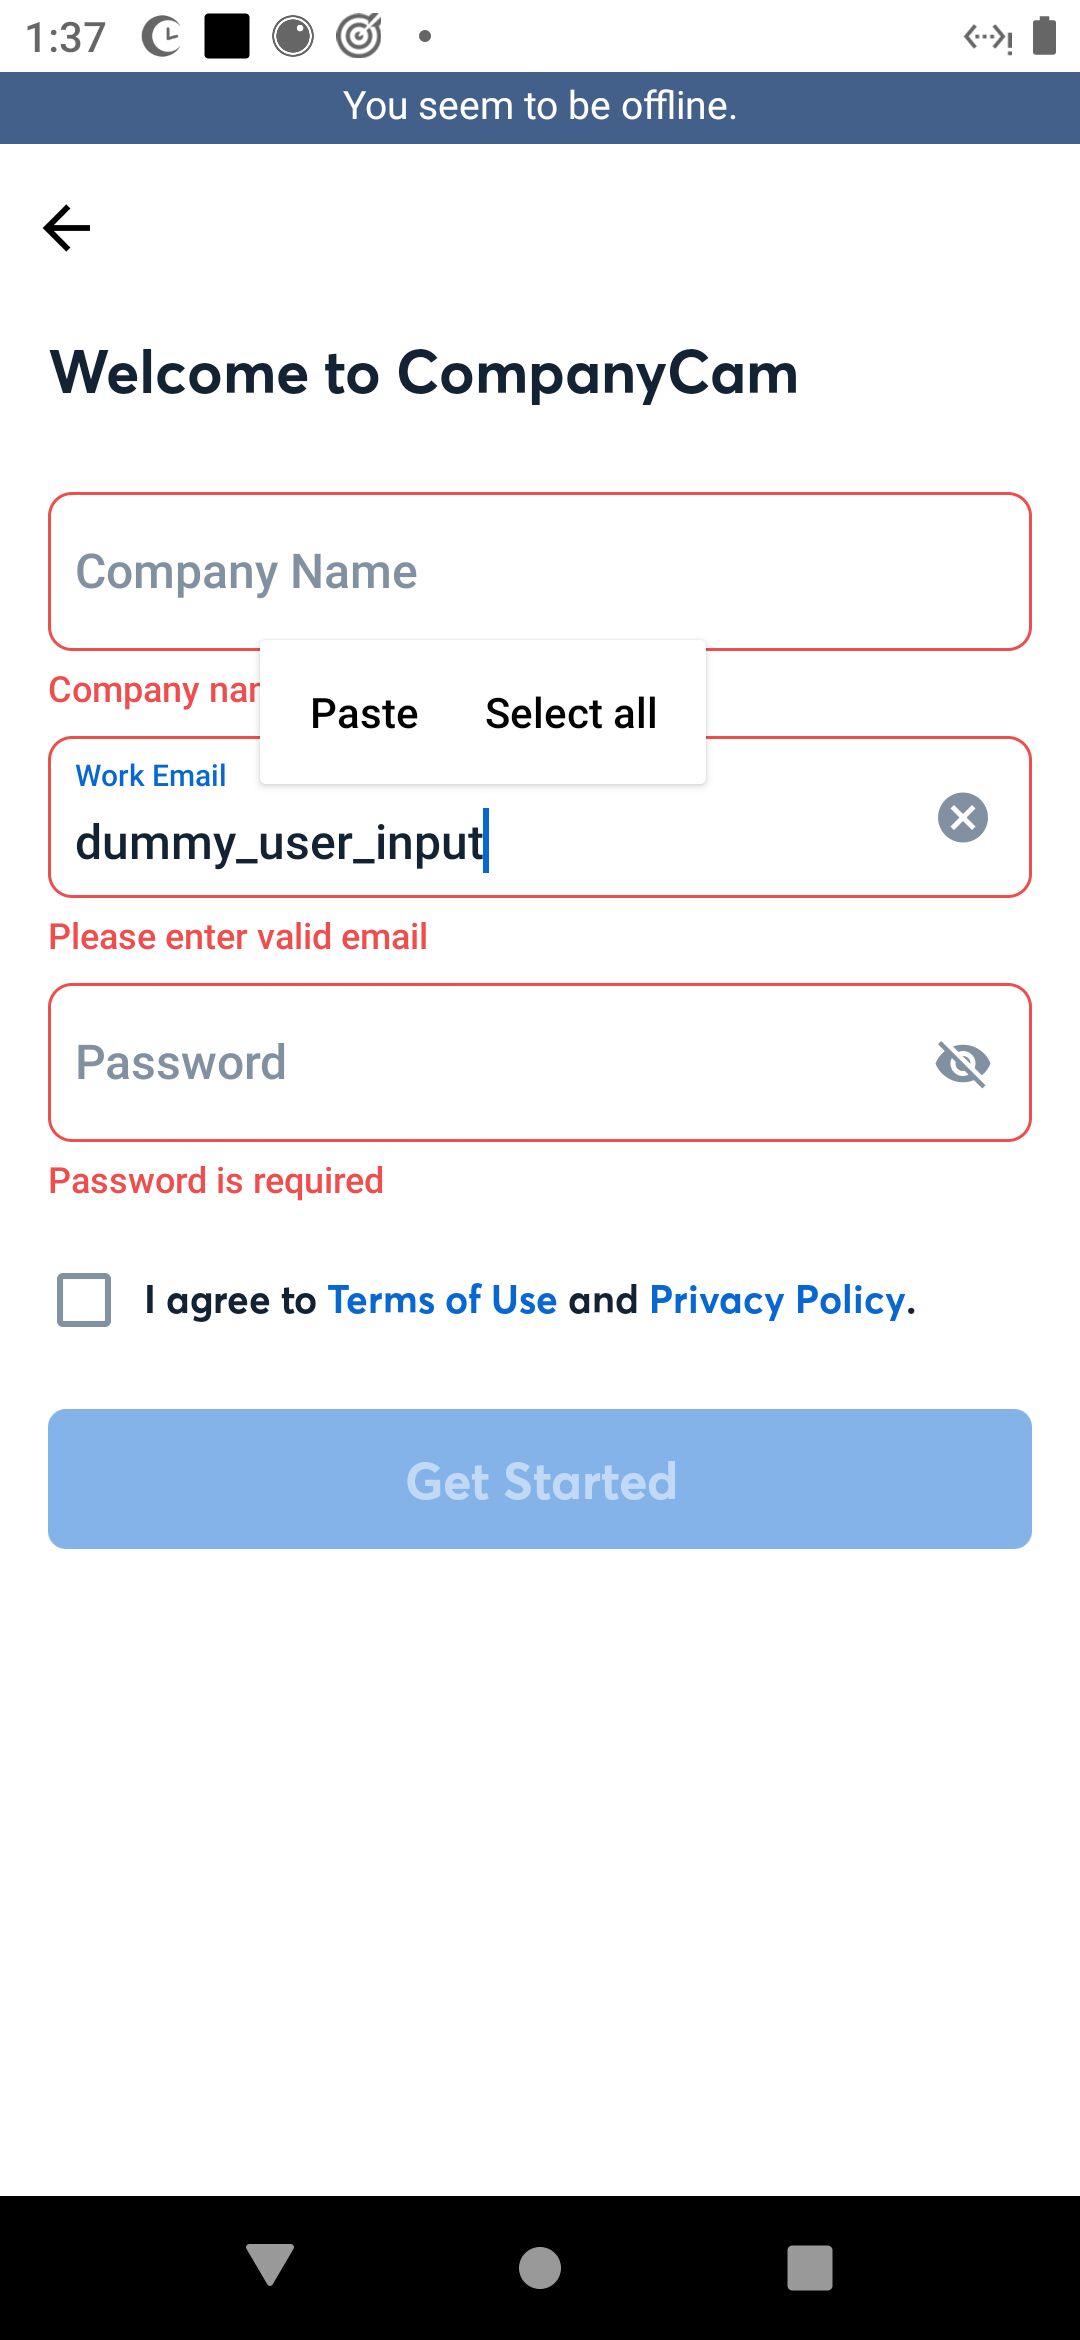 1:37
You seem to be offline.
Welcome to CompanyCam
Company Name
Company
Paste Select all
Work Email
dummy_user_input
Please enter valid email
Password
Password is required
I agree to Terms of Use and Privacy Policy.
Get Started